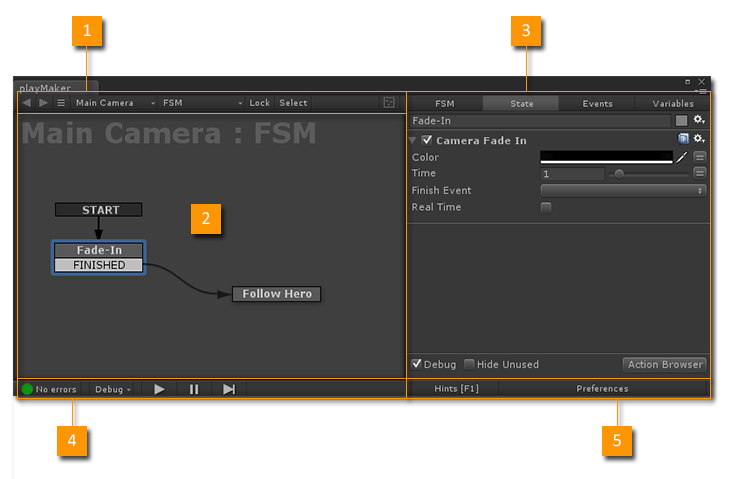 1
3
playMaker
Main Camera FSM Lock Select
FSM State Events Variables
Main Camera : FSM
Fade-In
Camera Fade In
Color
Time 1
Finish Event
Real Time
2
START
Fade-In
FINISHED
Follow Hero
Debug Hide Unused Action Browser
No errors Debug
Hints [F1] Preferences
4
5